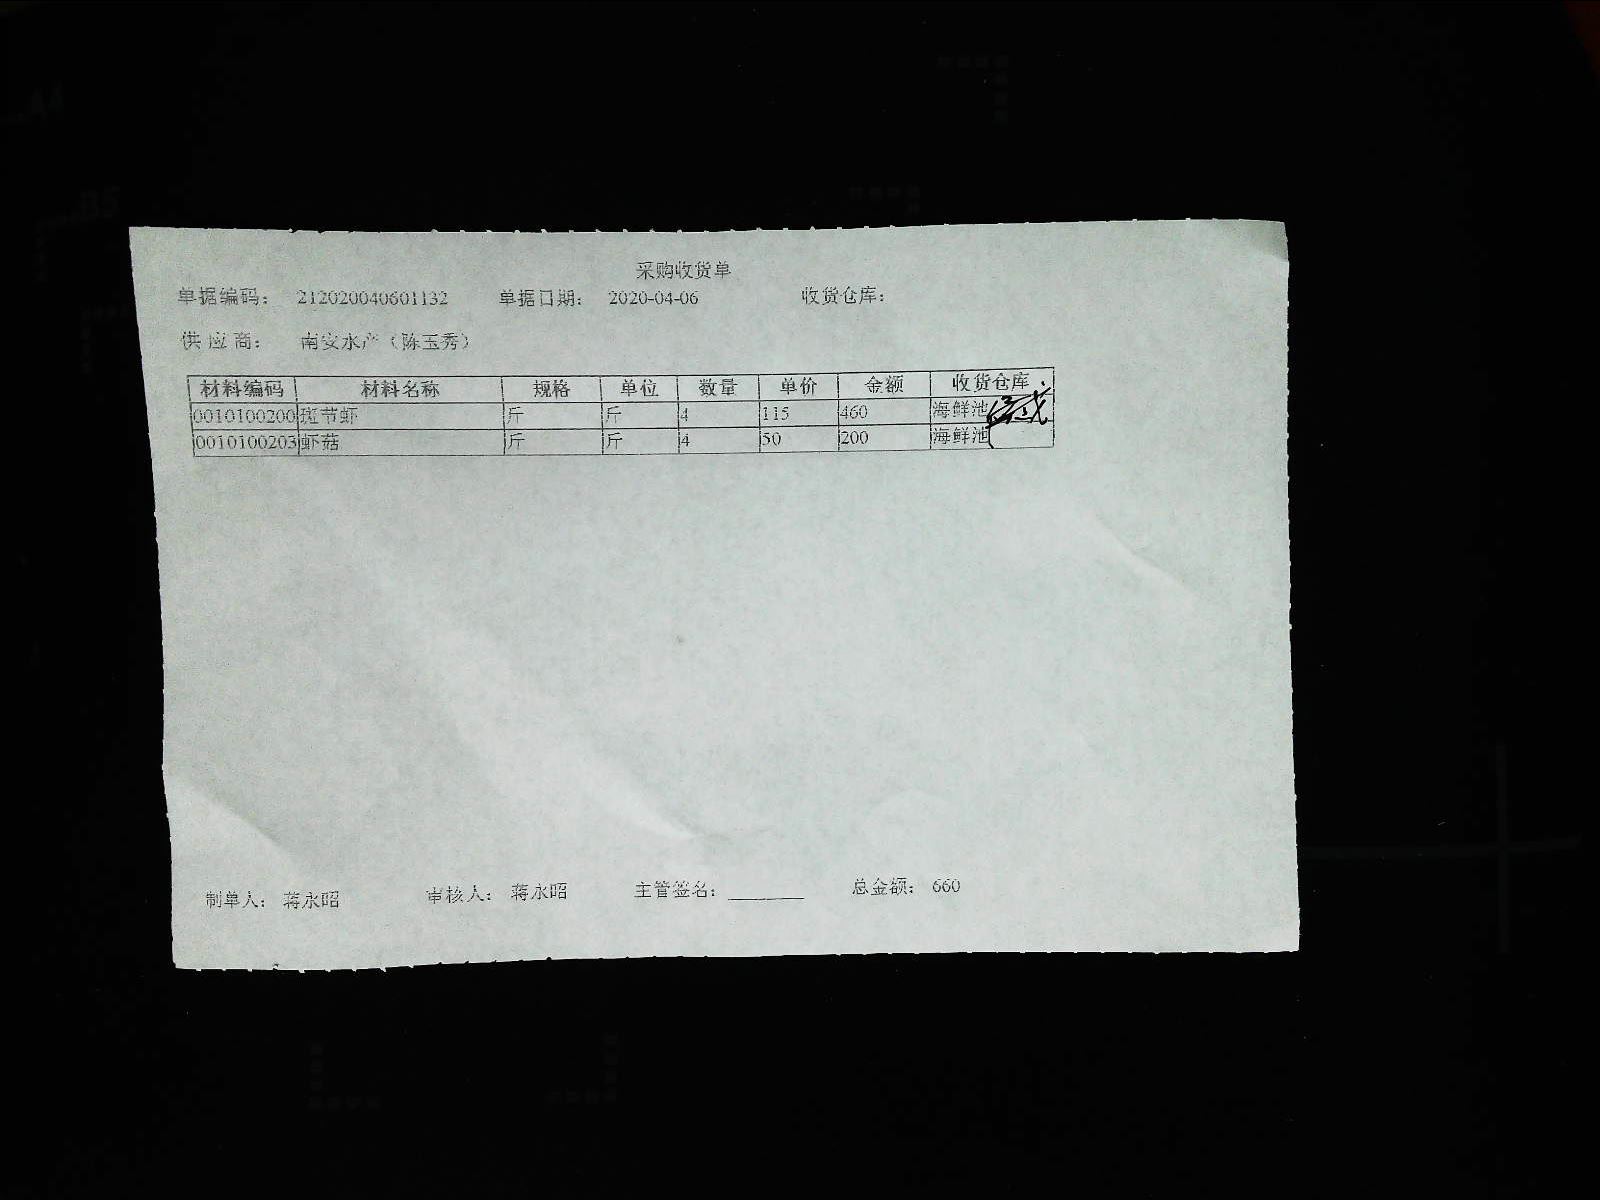 采购收货单
单据编码： 212020040601132 单据日期： 2020-04-06 收货仓库：
供应商： 南安水产（陈玉秀）
材料编码 材料名称 规格 单位 数量 单价 金额 收货仓库
0010100200 斑节虾 斤 斤 4 115 460 海鲜池
0010100203 虾菇 斤 斤 4 50 200 海鲜池
制单人： 蒋永昭 审核人： 蒋永昭 主管签名： 总金额： 660